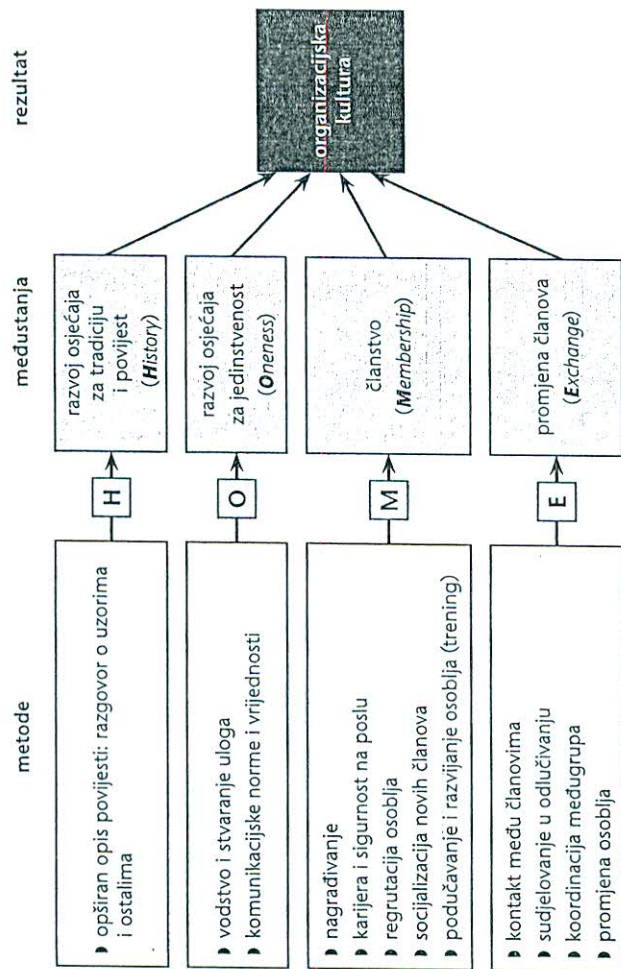 metode
međustanja
rezultat
◗ opširan opis povijesti: razgovor o uzorima
i ostalima
H
razvoj osjećaja
za tradiciju
i povijest
(History)
◗ vodstvo i stvaranje uloga
◗ komunikacijske norme i vrijednosti
O
razvoj osjećaja
za jedinstvenost
(Oneness)
◗ nagrađivanje
◗ karijera i sigurnost na poslu
◗ regrutacija osoblja
◗ socijalizacija novih članova
◗ podučavanje i razvijanje osoblja (trening)
M
članstvo
(Membership)
◗ kontakt među članovima
◗ sudjelovanje u odlučivanju
◗ koordinacija međugrupa
◗ promjena osoblja
E
promjena članova
(Exchange)
organizacijska
kultura